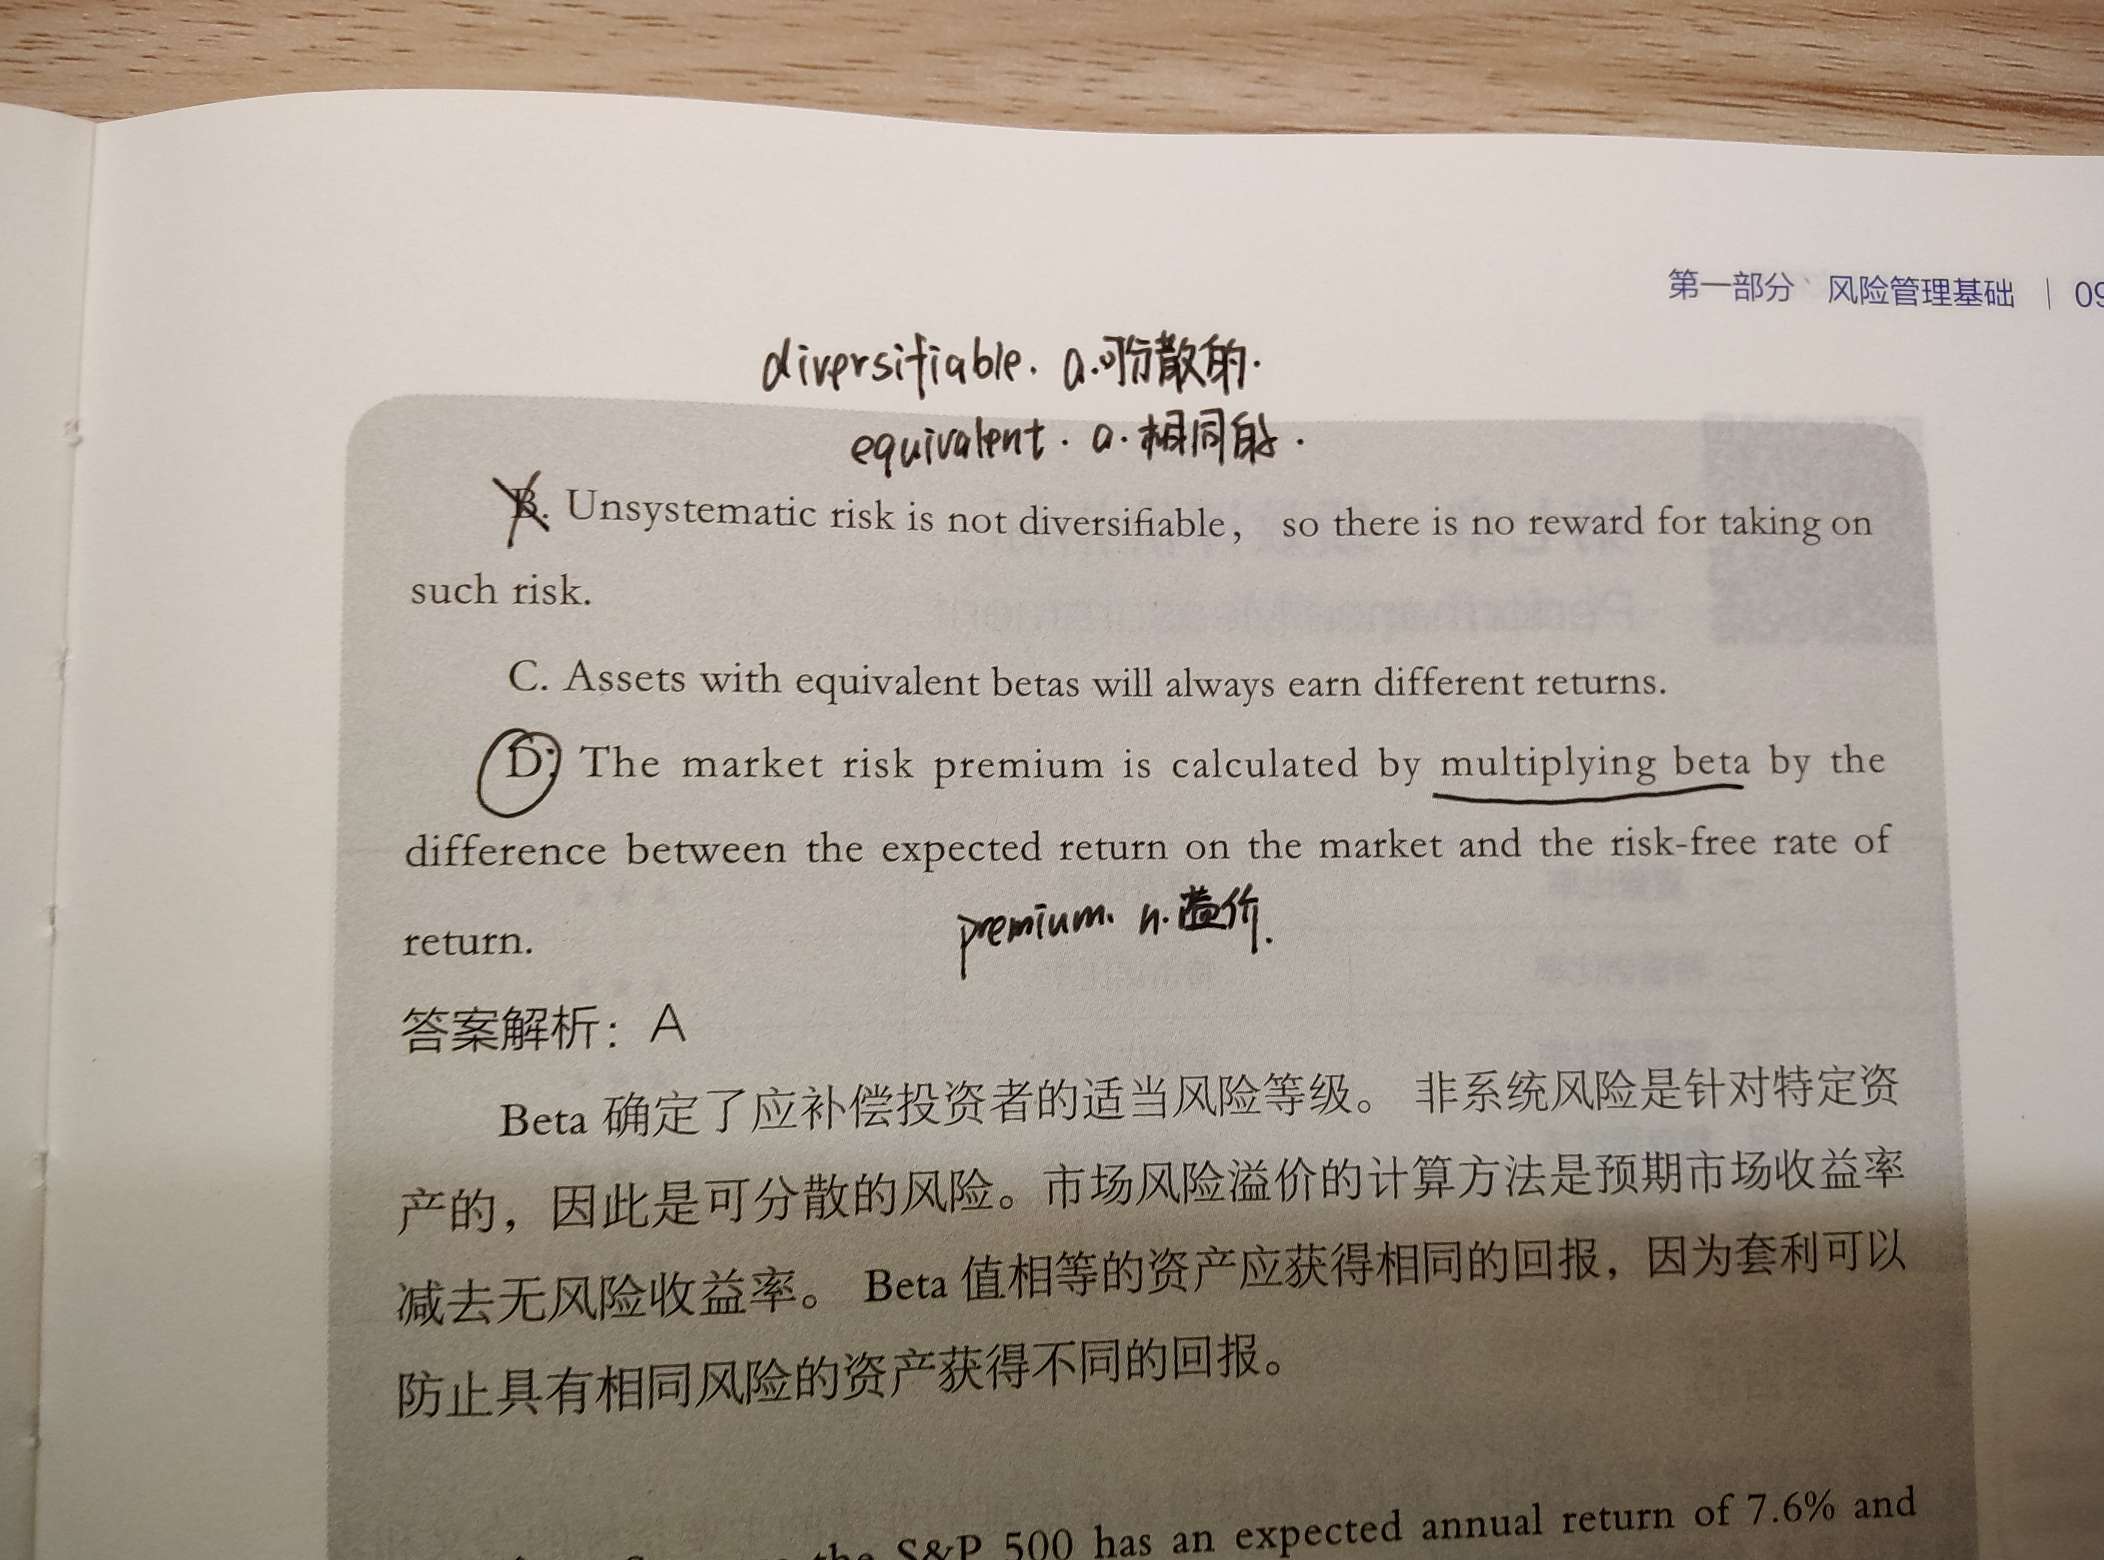 第一部分 风险管理基础 | 09
diversifiable. a.可分散的.
equivalent. a.相同的.
B. Unsystematic risk is not diversifiable, so there is no reward for taking on
such risk.
C. Assets with equivalent betas will always earn different returns.
D. The market risk premium is calculated by multiplying beta by the
difference between the expected return on the market and the risk-free rate of
return.
premium. n.溢价.
答案解析：A
Beta 确定了应补偿投资者的适当风险等级。非系统风险是针对特定资
产的，因此是可分散的风险。市场风险溢价的计算方法是预期市场收益率
减去无风险收益率。Beta 值相等的资产应获得相同的回报，因为套利可以
防止具有相同风险的资产获得不同的回报。
the S&P 500 has an expected annual return of 7.6% and